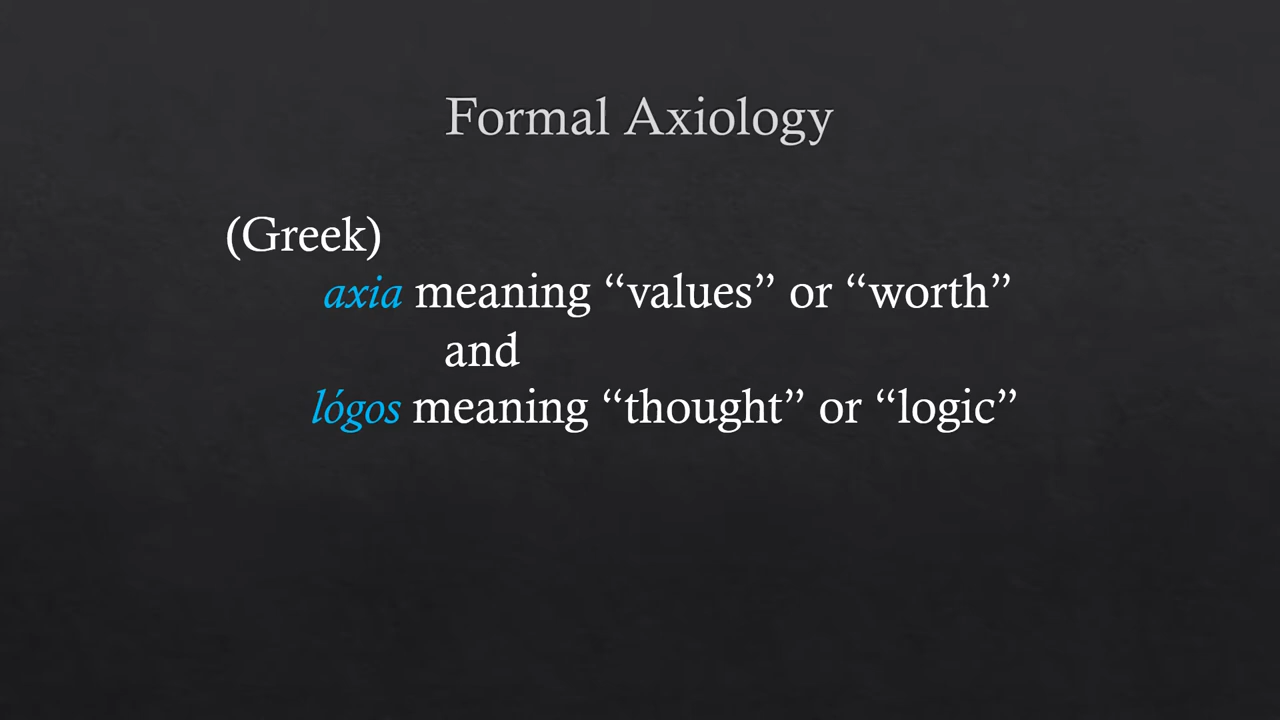 Formal Axiology
(Greek)
axia meaning “values” or “worth”
and
lógos meaning “thought” or “logic”